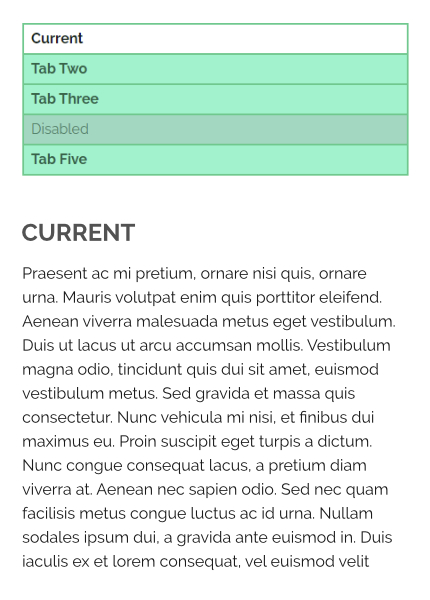 Current
Tab Two
Tab Three
Disabled
Tab Five
CURRENT
Praesent ac mi pretium, ornare nisi quis, ornare
urna. Mauris volutpat enim quis porttitor eleifend.
Aenean viverra malesuada metus eget vestibulum.
Duis ut lacus ut arcu accumsan mollis. Vestibulum
magna odio, tincidunt quis dui sit amet, euismod
vestibulum metus. Sed gravida et massa quis
consectetur. Nunc vehicula mi nisi, et finibus dui
maximus eu. Proin suscipit eget turpis a dictum.
Nunc congue consequat lacus, a pretium diam
viverra at. Aenean nec sapien odio. Sed nec quam
facilisis metus congue luctus ac id urna. Nullam
sodales ipsum dui, a gravida ante euismod in. Duis
iaculis ex et lorem consequat, vel euismod velit